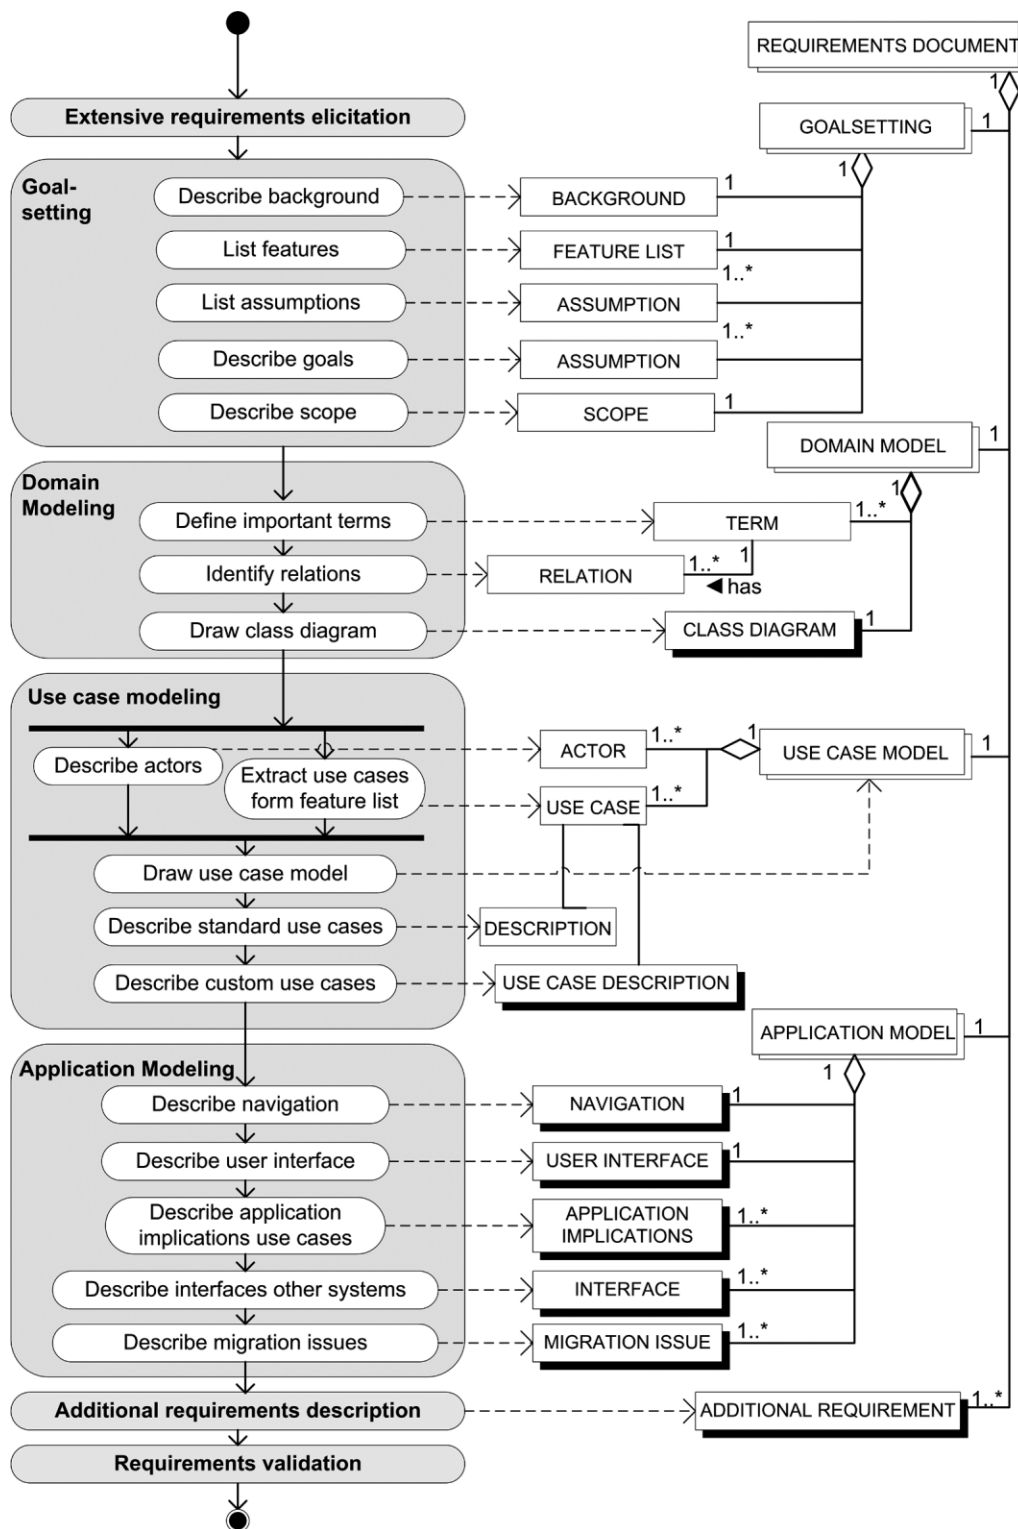 REQUIREMENTS DOCUMENT
1
Extensive requirements elicitation
GOALSETTING
1
1
Goal-
setting
Describe background
BACKGROUND
1
List features
FEATURE LIST
1
List assumptions
ASSUMPTION
1..*
Describe goals
ASSUMPTION
1..*
Describe scope
SCOPE
1
DOMAIN MODEL
1
1
Domain
Modeling
Define important terms
TERM
1..*
1
Identify relations
RELATION
1..*
◄ has
Draw class diagram
CLASS DIAGRAM
1
Use case modeling
Describe actors
ACTOR
1..*
1
USE CASE MODEL
1
Extract use cases
form feature list
USE CASE
1..*
Draw use case model
Describe standard use cases
DESCRIPTION
Describe custom use cases
USE CASE DESCRIPTION
APPLICATION MODEL
1
1
Application Modeling
Describe navigation
NAVIGATION
1
Describe user interface
USER INTERFACE
1
Describe application
implications use cases
APPLICATION
IMPLICATIONS
1..*
Describe interfaces other systems
INTERFACE
1..*
Describe migration issues
MIGRATION ISSUE
1..*
Additional requirements description
ADDITIONAL REQUIREMENT
1..*
Requirements validation